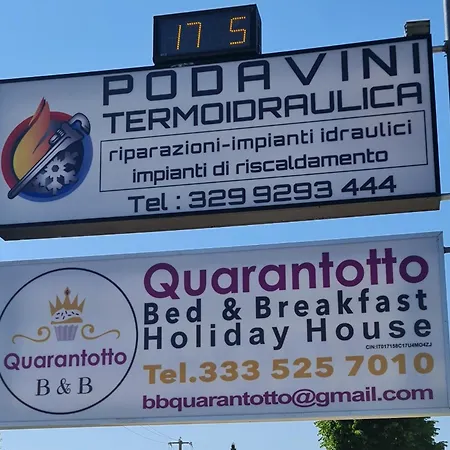 17 5
PODAVINI
TERMOIDRAULICA
riparazioni-impianti idraulici
impianti di riscaldamento
Tel : 329 9293 444
Quarantotto
B & B
Quarantotto
Bed & Breakfast
Holiday House
Tel.333 525 7010
bbquarantotto@gmail.com